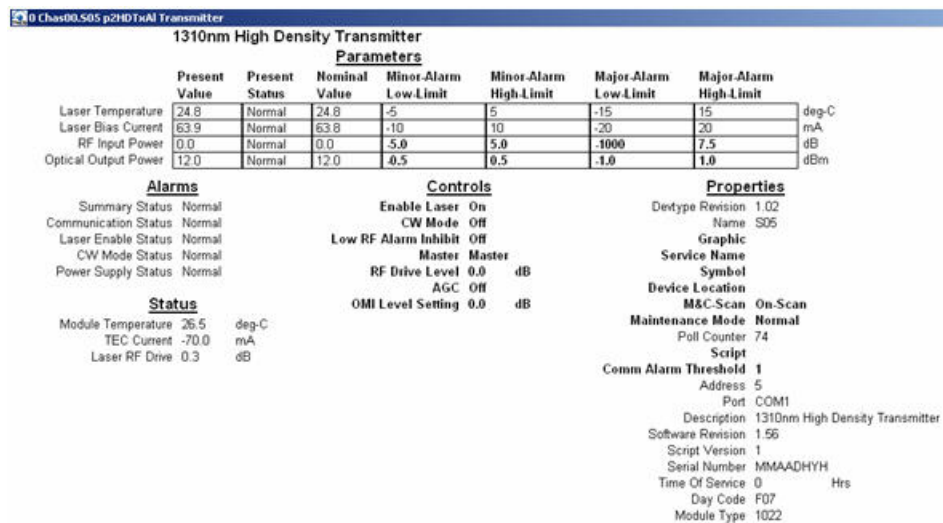 0 Chas00.S05 p2HDTxAl Transmitter
1310nm High Density Transmitter
Parameters
Present Value Present Status Nominal Value Minor-Alarm Low-Limit Minor-Alarm High-Limit Major-Alarm Low-Limit Major-Alarm High-Limit
Laser Temperature 24.8 Normal 24.8 -5 5 -15 15 deg-C
Laser Bias Current 63.9 Normal 63.8 -10 10 -20 20 mA
RF Input Power 0.0 Normal 0.0 -5.0 5.0 -1000 7.5 dB
Optical Output Power 12.0 Normal 12.0 -0.5 0.5 -1.0 1.0 dBm
Alarms
Summary Status Normal
Communication Status Normal
Laser Enable Status Normal
CW Mode Status Normal
Power Supply Status Normal
Status
Module Temperature 26.5 deg-C
TEC Current -70.0 mA
Laser RF Drive 0.3 dB
Controls
Enable Laser On
CW Mode Off
Low RF Alarm Inhibit Off
Master Master
RF Drive Level 0.0 dB
AGC Off
OMI Level Setting 0.0 dB
Properties
Devtype Revision 1.02
Name S05
Graphic
Service Name
Symbol
Device Location
M&C-Scan On-Scan
Maintenance Mode Normal
Poll Counter 74
Script
Comm Alarm Threshold 1
Address 5
Port COM1
Description 1310nm High Density Transmitter
Software Revision 1.56
Script Version 1
Serial Number MMAADHYH
Time Of Service 0 Hrs
Day Code F07
Module Type 1022